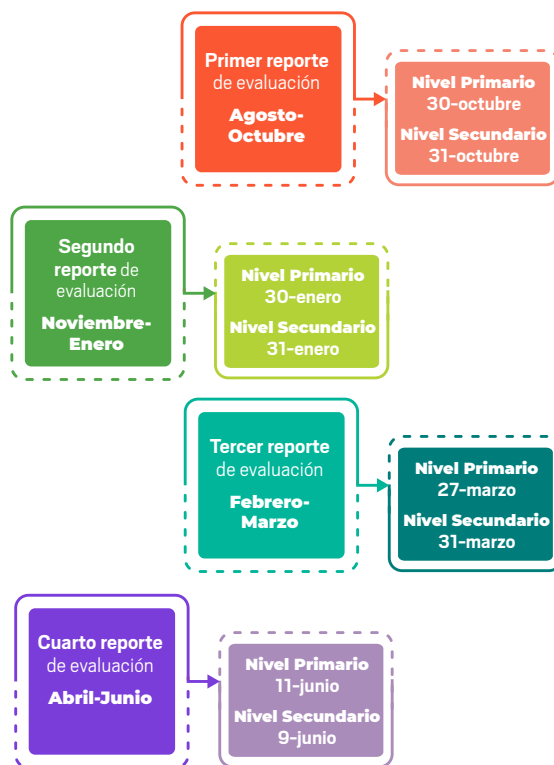 Primer reporte
de evaluación
Agosto-
Octubre
Nivel Primario
30-octubre
Nivel Secundario
31-octubre
Segundo
reporte de
evaluación
Noviembre-
Enero
Nivel Primario
30-enero
Nivel Secundario
31-enero
Tercer reporte
de evaluación
Febrero-
Marzo
Nivel Primario
27-marzo
Nivel Secundario
31-marzo
Cuarto reporte
de evaluación
Abril-Junio
Nivel Primario
11-junio
Nivel Secundario
9-junio